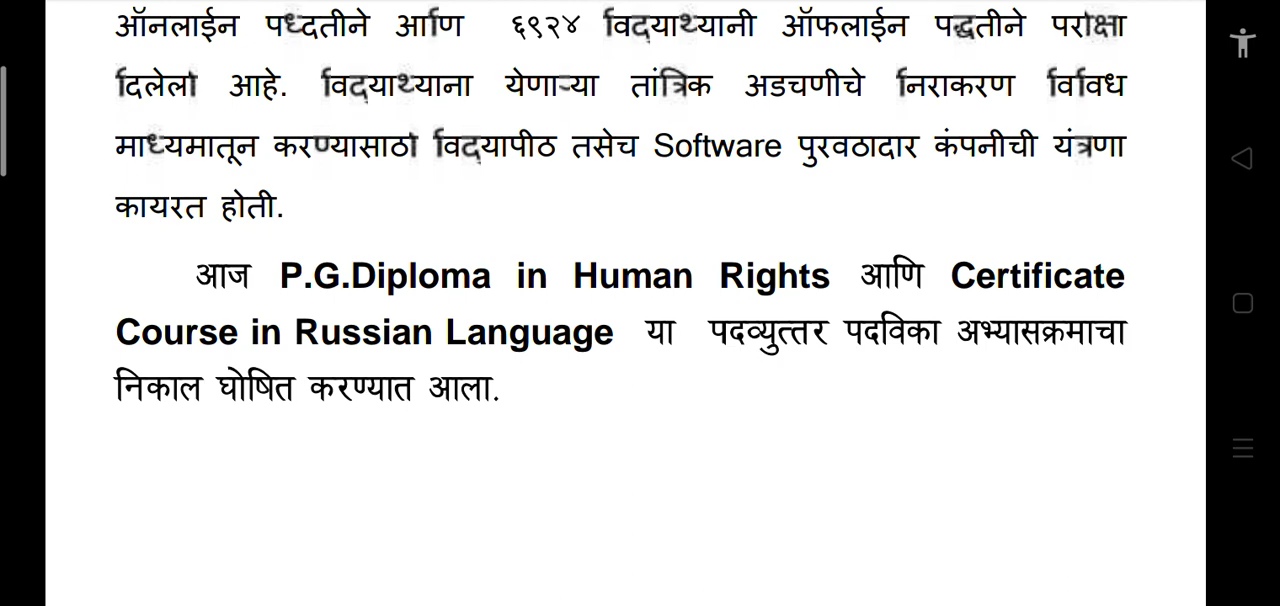 ऑनलाईन पध्दतीने आणि ६९२४ विद्यार्थ्यानी ऑफलाईन पद्धतीने परीक्षा
दिलेली आहे. विद्यार्थ्याना येणाऱ्या तांत्रिक अडचणीचे निराकरण विविध
माध्यमातून करण्यासाठी विद्यापीठ तसेच Software पुरवठादार कंपनीची यंत्रणा
कायरत होती.
आज P.G.Diploma in Human Rights आणि Certificate
Course in Russian Language या पदव्युत्तर पदविका अभ्यासक्रमाचा
निकाल घोषित करण्यात आला.